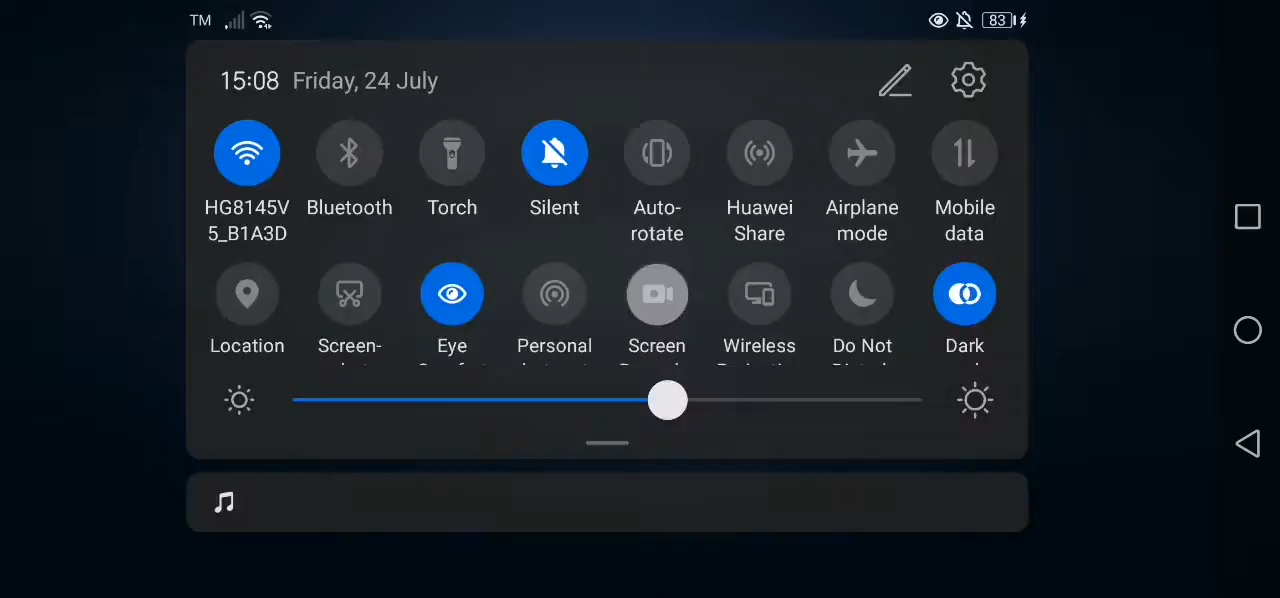 TM 83
15:08 Friday, 24 July
HG8145V Bluetooth Torch Silent Auto- Huawei Airplane Mobile
5_B1A3D rotate Share mode data
Location Screen- Eye Personal Screen Wireless Do Not Dark